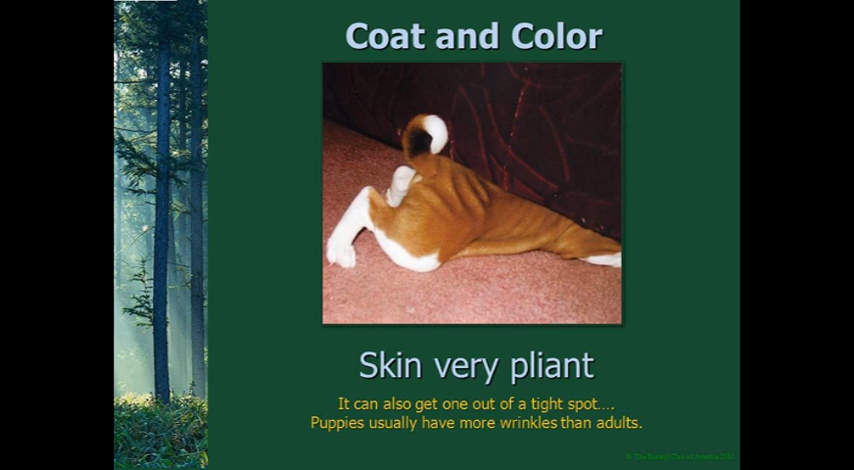 Coat and Color
Skin very pliant
It can also get one out of a tight spot….
Puppies usually have more wrinkles than adults.